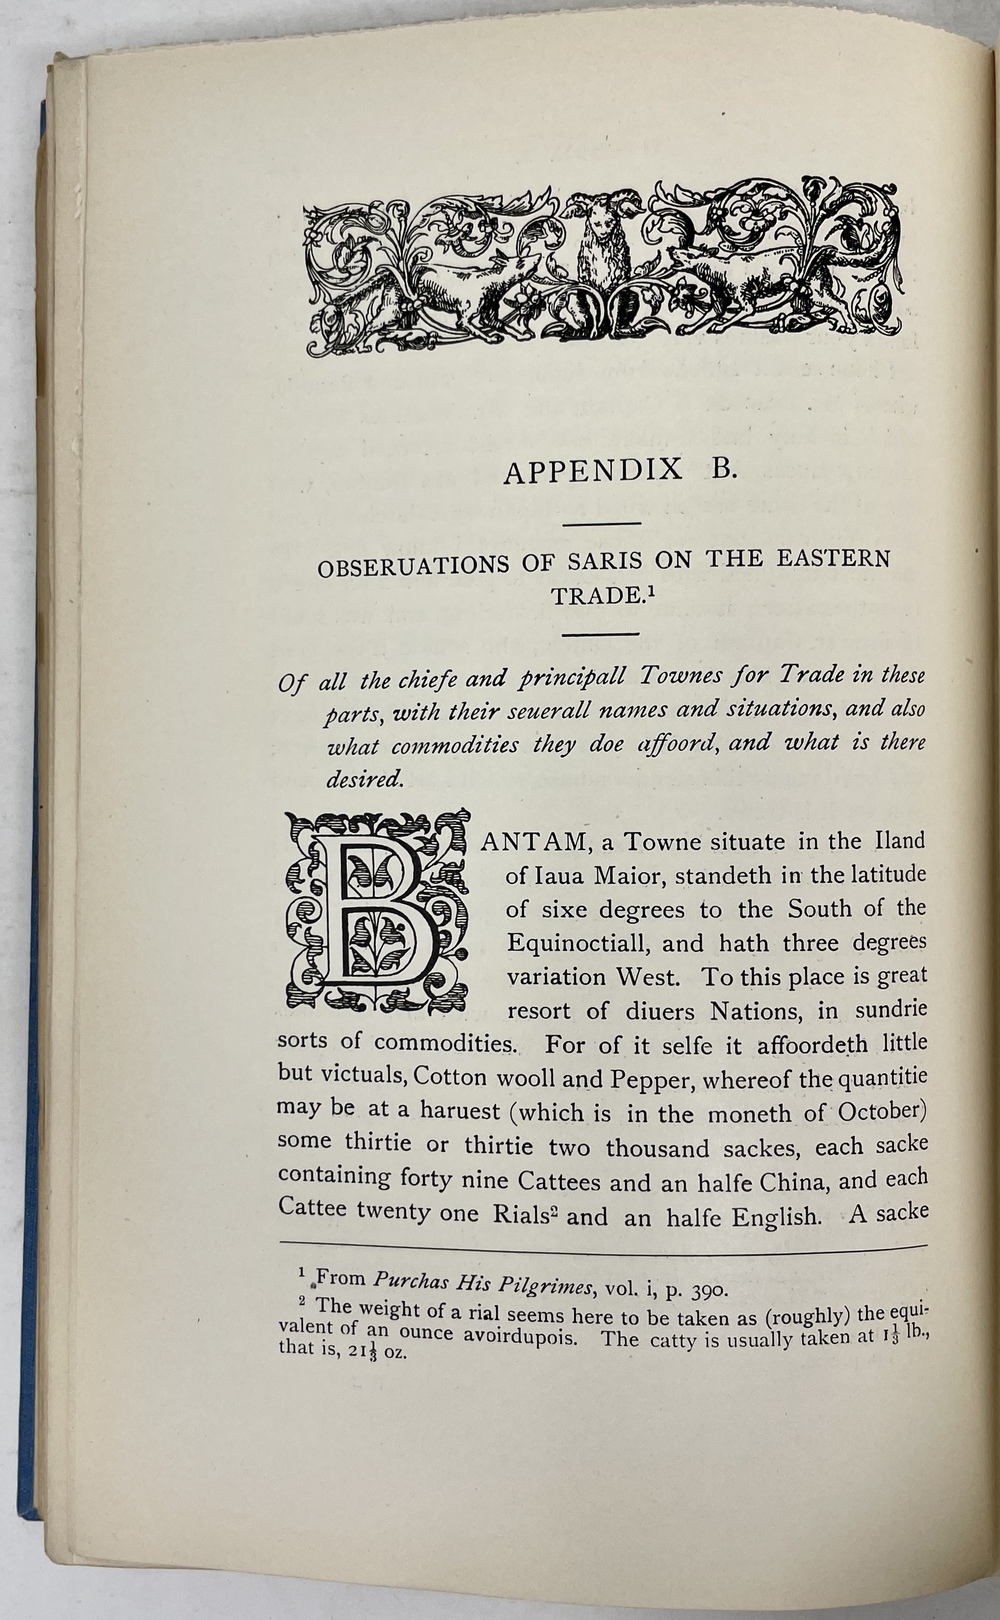 APPENDIX B.
OBSERUATIONS OF SARIS ON THE EASTERN
TRADE.¹
Of all the chiefe and principall Townes for Trade in these
parts, with their seuerall names and situations, and also
what commodities they doe affoord, and what is there
desired.
BANTAM, a Towne situate in the Iland
of Iaua Maior, standeth in the latitude
of sixe degrees to the South of the
Equinoctiall, and hath three degrees
variation West. To this place is great
resort of diuers Nations, in sundrie
sorts of commodities. For of it selfe it affoordeth little
but victuals, Cotton wooll and Pepper, whereof the quantitie
may be at a haruest (which is in the moneth of October)
some thirtie or thirtie two thousand sackes, each sacke
containing forty nine Cattees and an halfe China, and each
Cattee twenty one Rials² and an halfe English. A sacke
¹ From Purchas His Pilgrimes, vol. i, p. 390.
² The weight of a rial seems here to be taken as (roughly) the equi-
valent of an ounce avoirdupois. The catty is usually taken at 1⅓ lb.,
that is, 21⅓ oz.